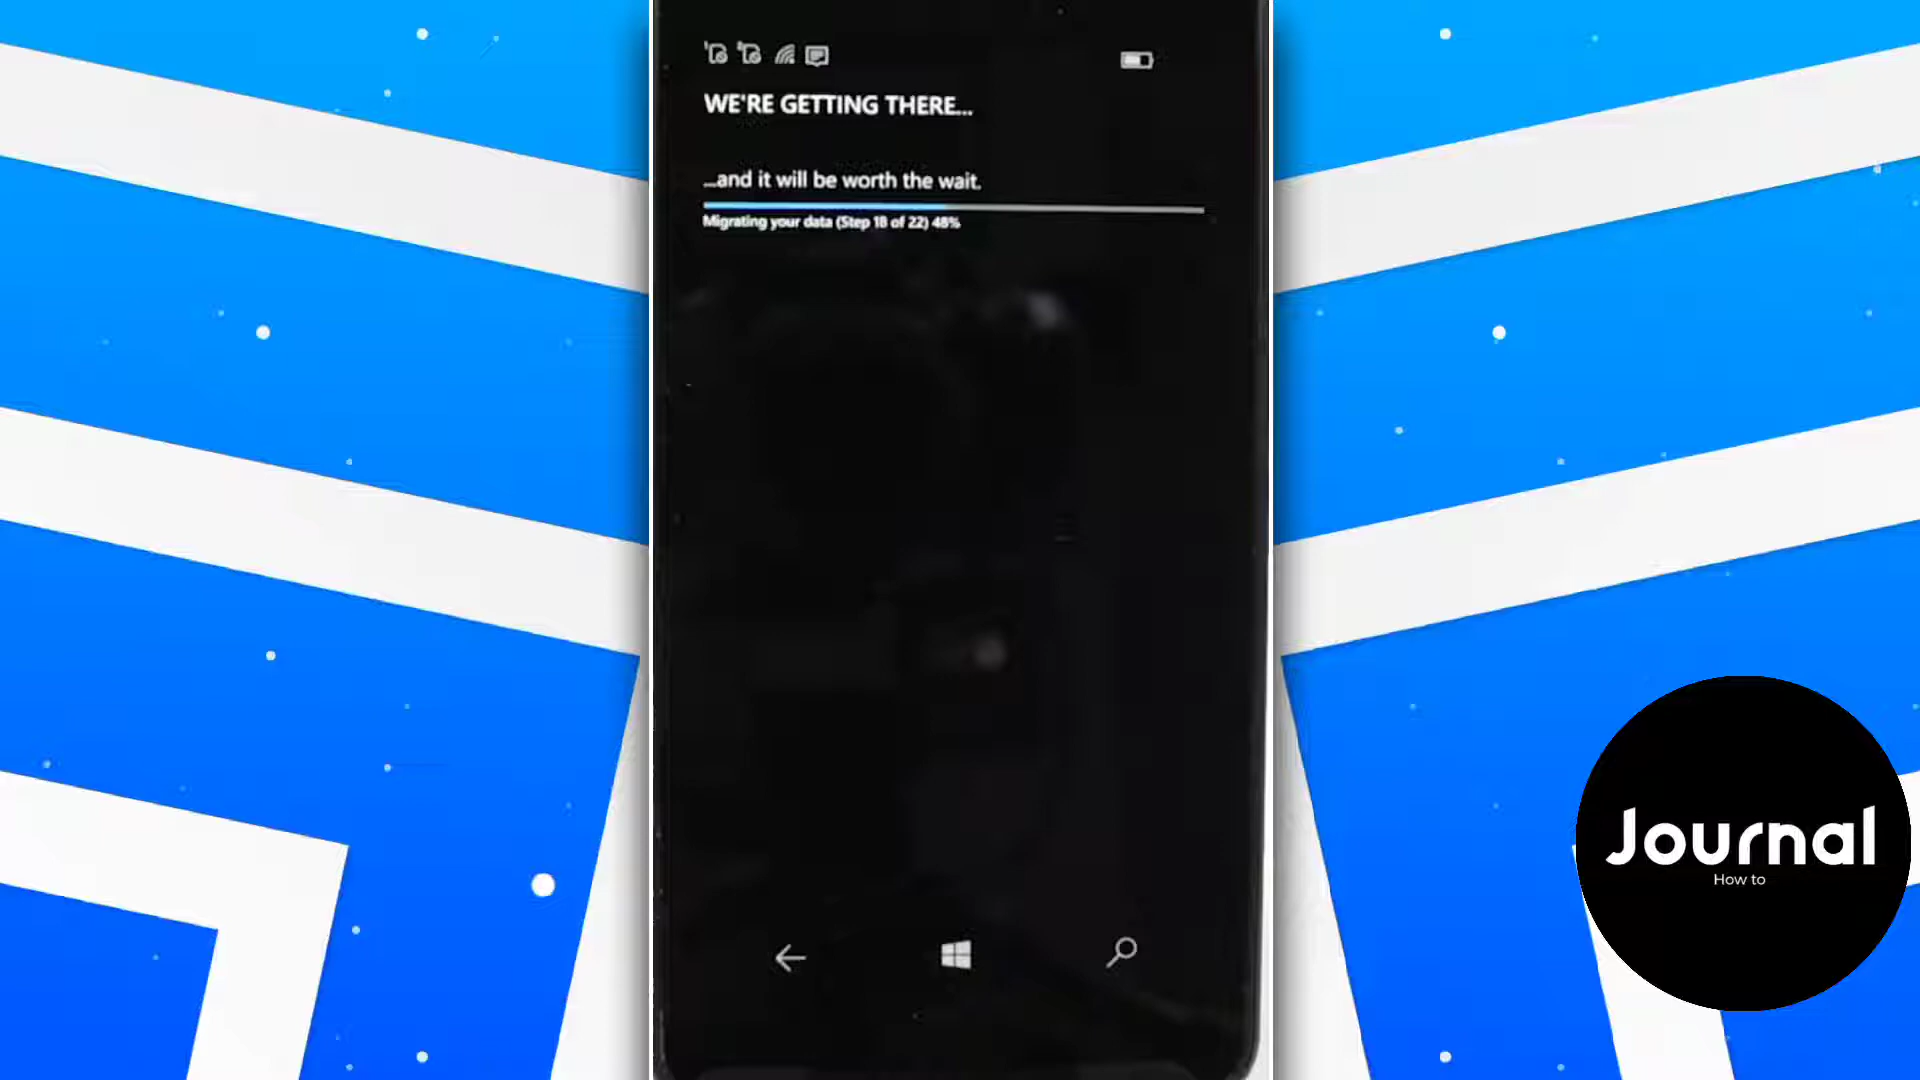 WE'RE GETTING THERE...
...and it will be worth the wait.
Migrating your data (Step 18 of 22) 48%
Journal
How to